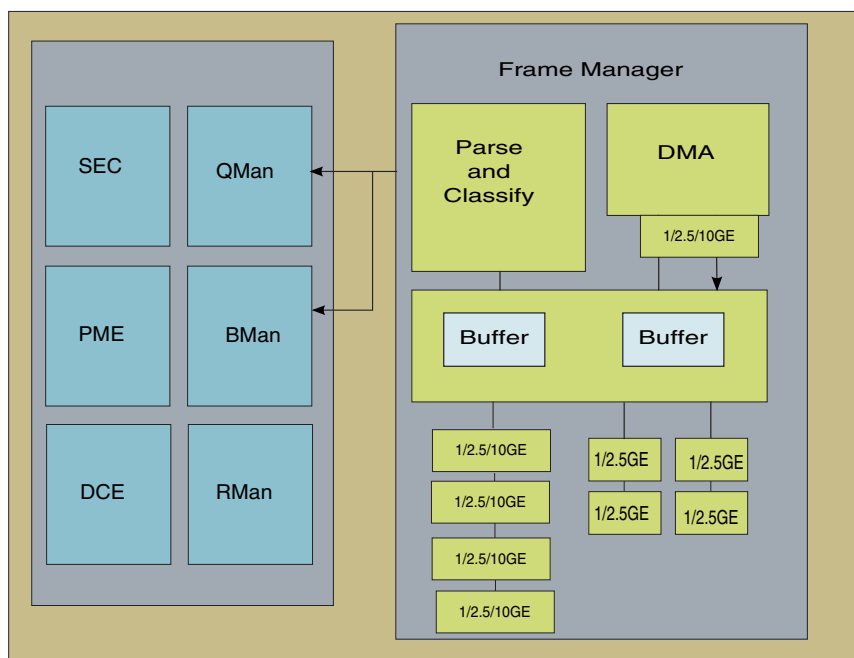 SEC
QMan
PME
BMan
DCE
RMan
Frame Manager
Parse
and
Classify
DMA
1/2.5/10GE
Buffer
Buffer
1/2.5/10GE
1/2.5/10GE
1/2.5/10GE
1/2.5/10GE
1/2.5GE
1/2.5GE
1/2.5GE
1/2.5GE